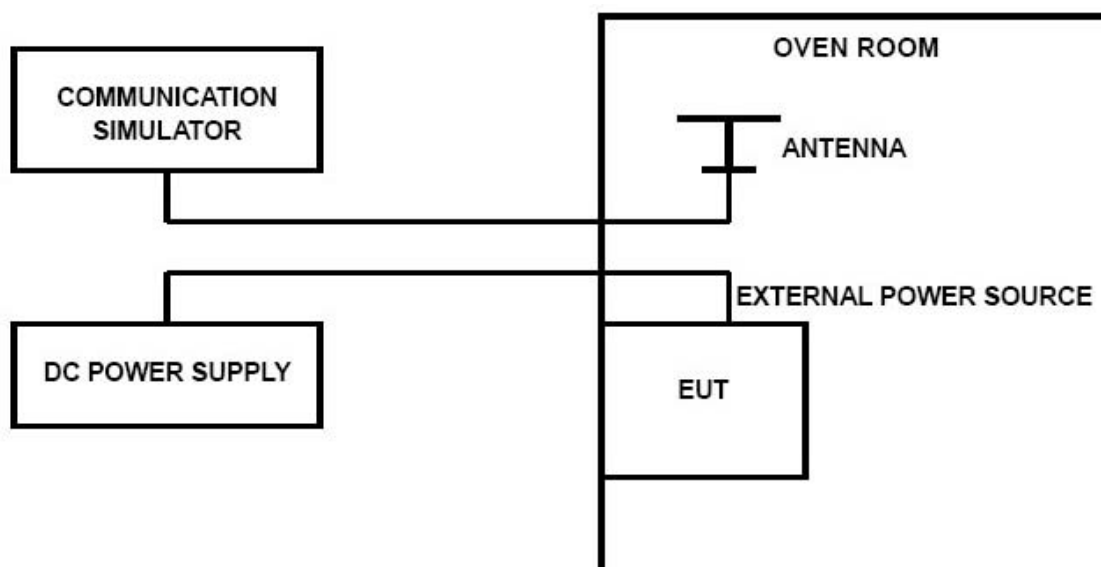 OVEN ROOM
COMMUNICATION
SIMULATOR
ANTENNA
EXTERNAL POWER SOURCE
DC POWER SUPPLY
EUT